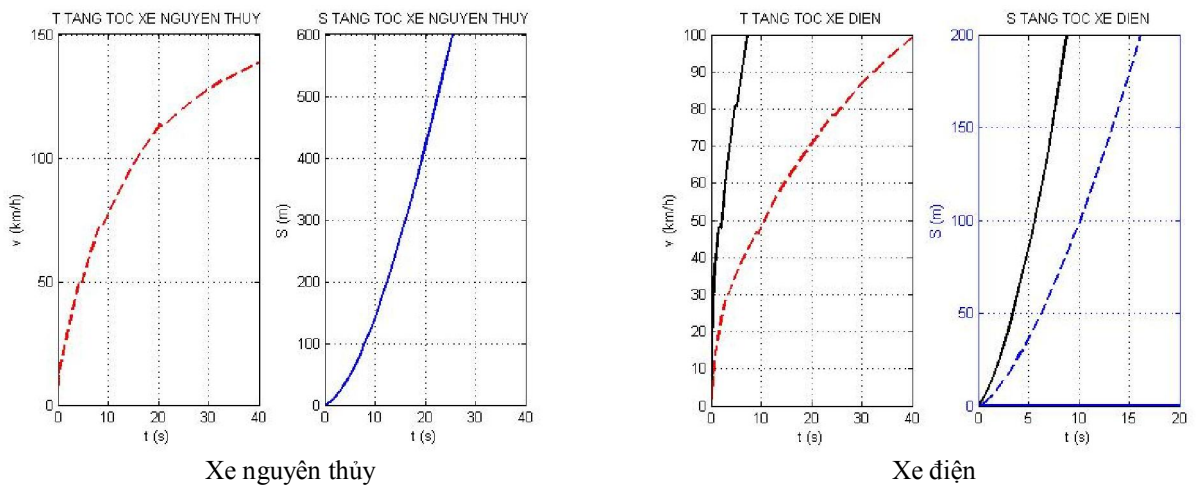 T TANG TOC XE NGUYEN THUY
S TANG TOC XE NGUYEN THUY
T TANG TOC XE DIEN
S TANG TOC XE DIEN
150
100
50
0
v (km/h)
0 10 20 30 40
t (s)
600
500
400
300
200
100
0
S (m)
0 10 20 30 40
t (s)
100
90
80
70
60
50
40
30
20
10
0
v (km/h)
0 10 20 30 40
t (s)
200
150
100
50
0
S (m)
0 5 10 15 20
t (s)
Xe nguyên thủy
Xe điện